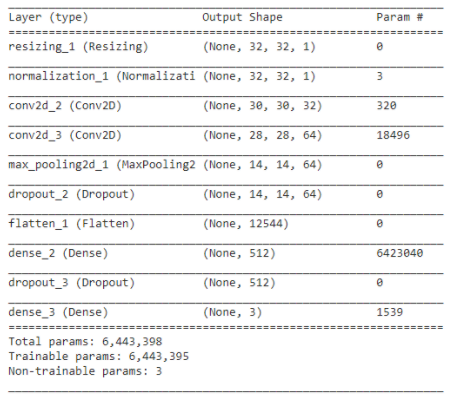 Layer (type) Output Shape Param #
resizing_1 (Resizing) (None, 32, 32, 1) 0
normalization_1 (Normalizati (None, 32, 32, 1) 3
conv2d_2 (Conv2D) (None, 30, 30, 32) 320
conv2d_3 (Conv2D) (None, 28, 28, 64) 18496
max_pooling2d_1 (MaxPooling2 (None, 14, 14, 64) 0
dropout_2 (Dropout) (None, 14, 14, 64) 0
flatten_1 (Flatten) (None, 12544) 0
dense_2 (Dense) (None, 512) 6423040
dropout_3 (Dropout) (None, 512) 0
dense_3 (Dense) (None, 3) 1539
Total params: 6,443,398
Trainable params: 6,443,395
Non-trainable params: 3